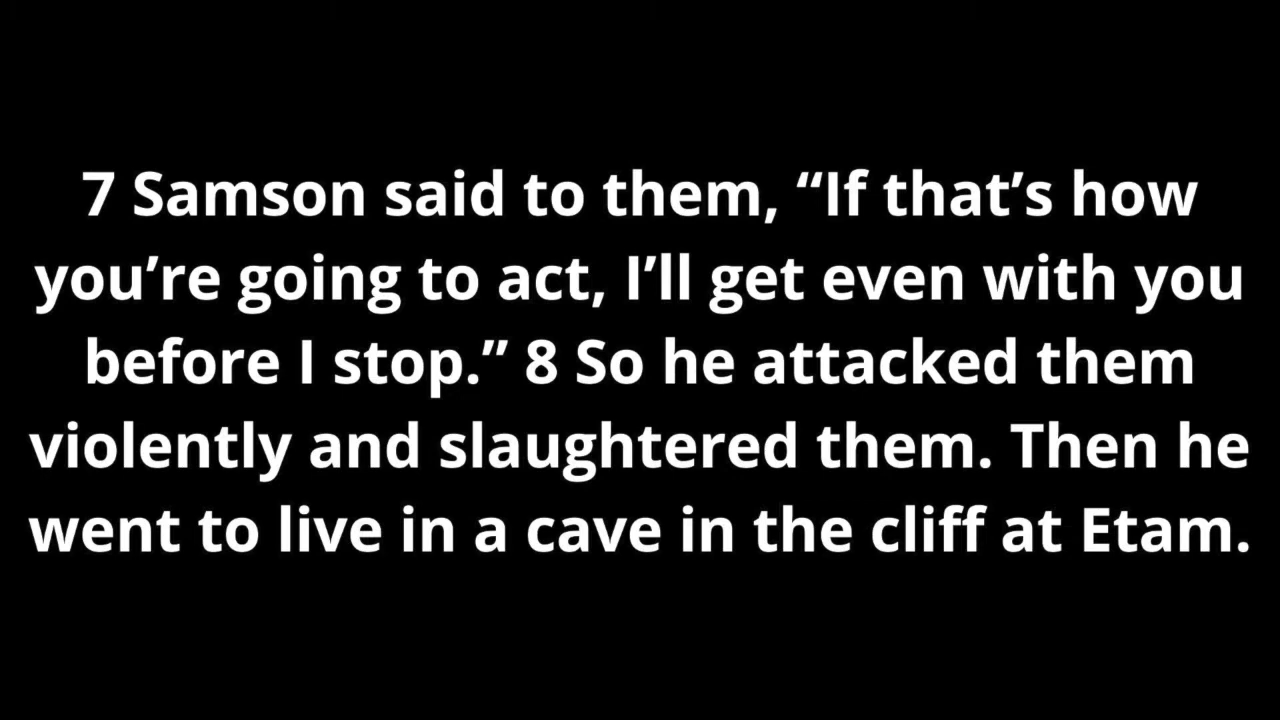 7 Samson said to them, “If that’s how
you’re going to act, I’ll get even with you
before I stop.” 8 So he attacked them
violently and slaughtered them. Then he
went to live in a cave in the cliff at Etam.